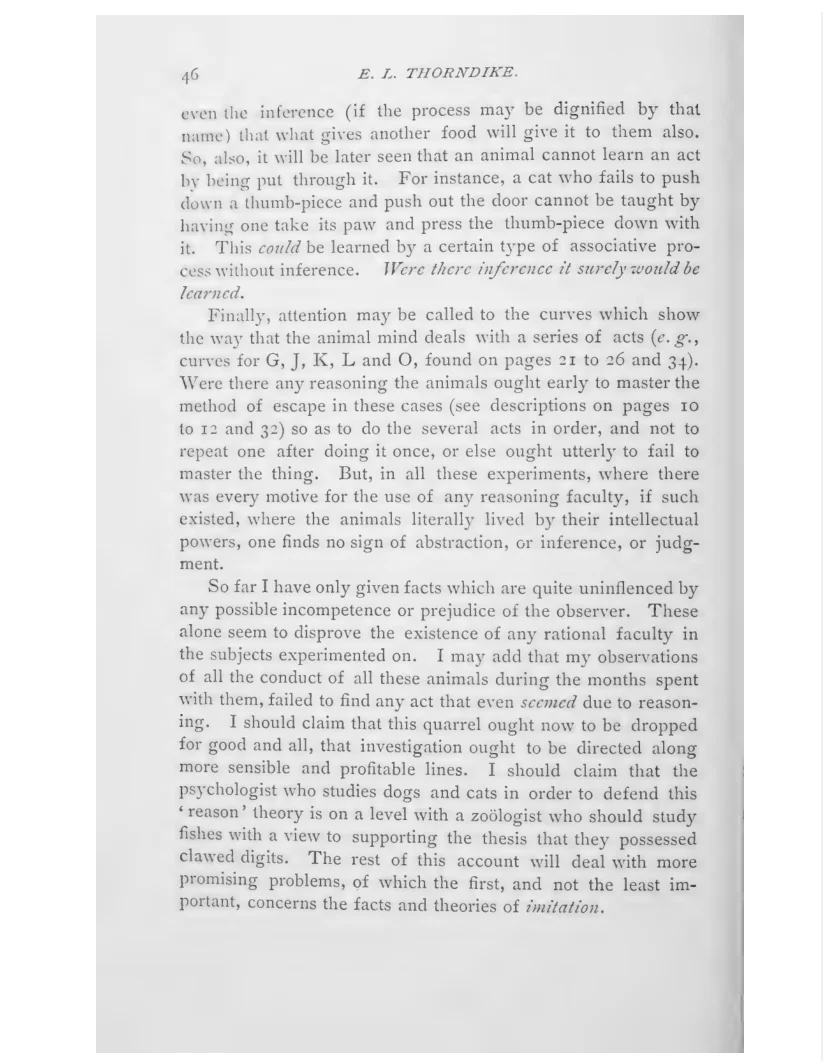 46 E. L. THORNDIKE.
even the inference (if the process may be dignified by that
name) that what gives another food will give it to them also.
So, also, it will be later seen that an animal cannot learn an act
by being put through it. For instance, a cat who fails to push
down a thumb-piece and push out the door cannot be taught by
having one take its paw and press the thumb-piece down with
it. This could be learned by a certain type of associative pro-
cess without inference. Were there inference it surely would be
learned.
Finally, attention may be called to the curves which show
the way that the animal mind deals with a series of acts (e. g.,
curves for G, J, K, L and O, found on pages 21 to 26 and 34).
Were there any reasoning the animals ought early to master the
method of escape in these cases (see descriptions on pages 10
to 12 and 32) so as to do the several acts in order, and not to
repeat one after doing it once, or else ought utterly to fail to
master the thing. But, in all these experiments, where there
was every motive for the use of any reasoning faculty, if such
existed, where the animals literally lived by their intellectual
powers, one finds no sign of abstraction, or inference, or judg-
ment.
So far I have only given facts which are quite uninflenced by
any possible incompetence or prejudice of the observer. These
alone seem to disprove the existence of any rational faculty in
the subjects experimented on. I may add that my observations
of all the conduct of all these animals during the months spent
with them, failed to find any act that even seemed due to reason-
ing. I should claim that this quarrel ought now to be dropped
for good and all, that investigation ought to be directed along
more sensible and profitable lines. I should claim that the
psychologist who studies dogs and cats in order to defend this
‘reason’ theory is on a level with a zoölogist who should study
fishes with a view to supporting the thesis that they possessed
clawed digits. The rest of this account will deal with more
promising problems, of which the first, and not the least im-
portant, concerns the facts and theories of imitation.